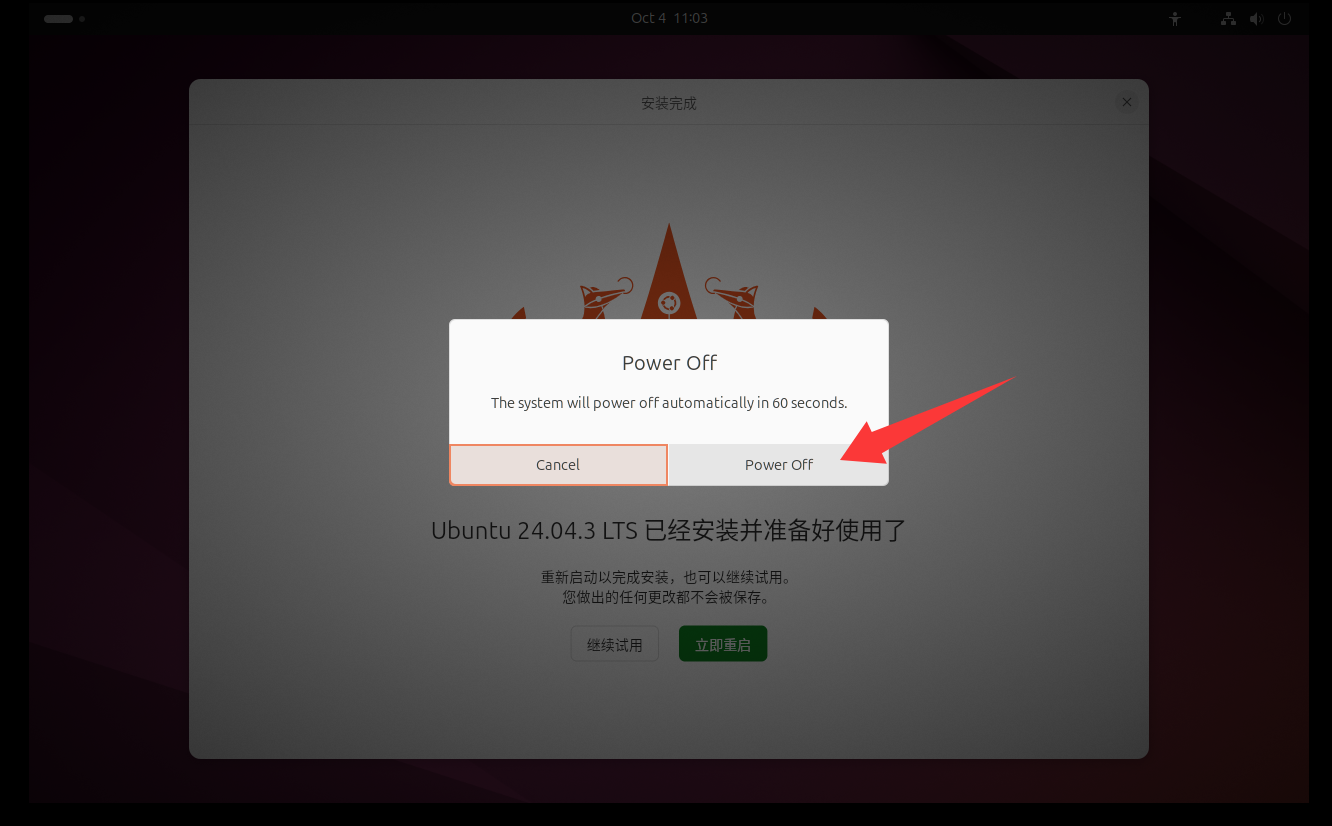 Oct 4 11:03
安装完成
Power Off
The system will power off automatically in 60 seconds.
Cancel
Power Off
Ubuntu 24.04.3 LTS 已经安装并准备好使用了
重新启动以完成安装，也可以继续试用。
您做出的任何更改都不会被保存。
继续试用
立即重启